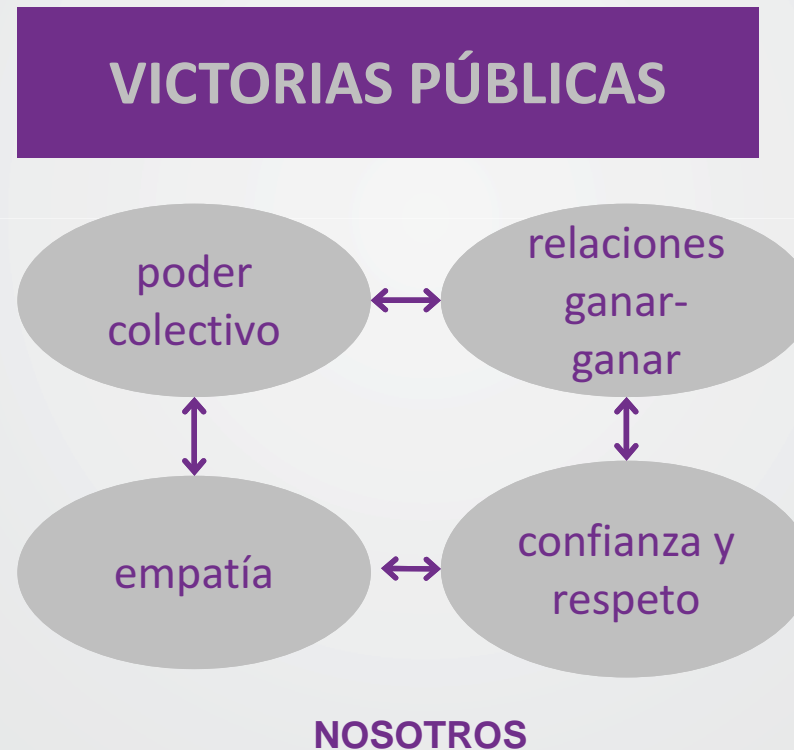 VICTORIAS PÚBLICAS
poder
colectivo
relaciones
ganar-
ganar
empatía
confianza y
respeto
NOSOTROS